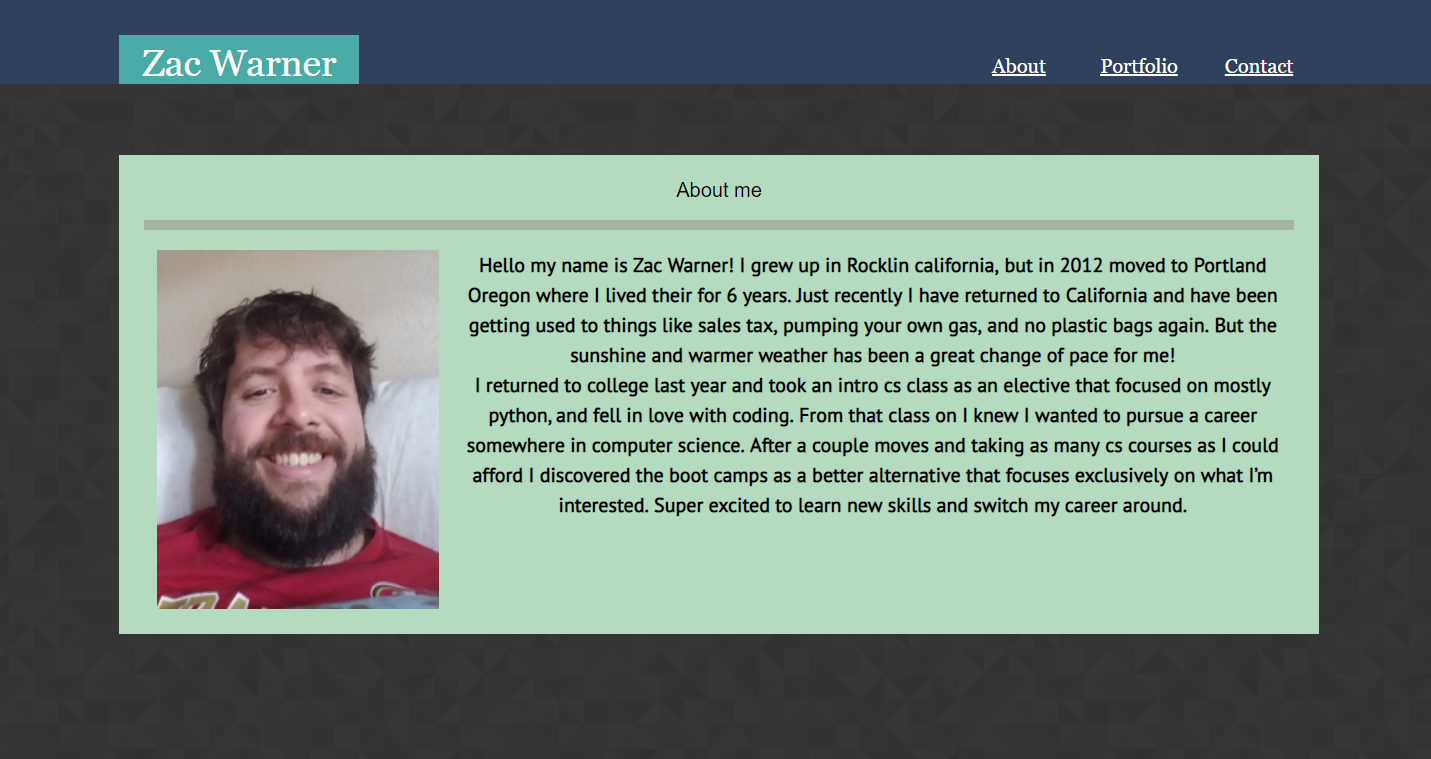 Zac Warner
About Portfolio Contact
About me
Hello my name is Zac Warner! I grew up in Rocklin california, but in 2012 moved to Portland
Oregon where I lived their for 6 years. Just recently I have returned to California and have been
getting used to things like sales tax, pumping your own gas, and no plastic bags again. But the
sunshine and warmer weather has been a great change of pace for me!
I returned to college last year and took an intro cs class as an elective that focused on mostly
python, and fell in love with coding. From that class on I knew I wanted to pursue a career
somewhere in computer science. After a couple moves and taking as many cs courses as I could
afford I discovered the boot camps as a better alternative that focuses exclusively on what I’m
interested. Super excited to learn new skills and switch my career around.